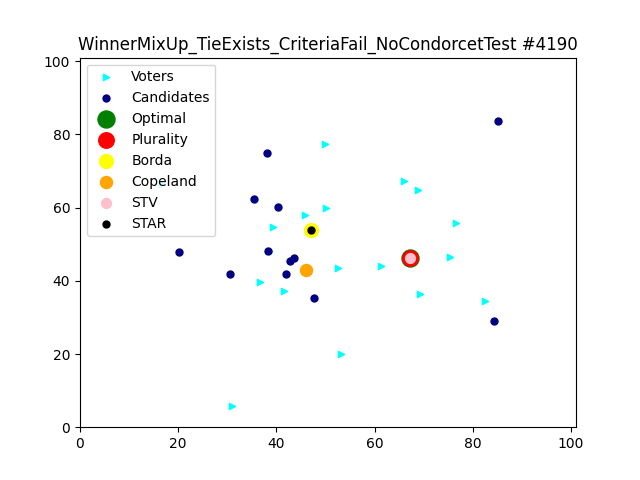 WinnerMixUp_TieExists_CriteriaFail_NoCondorcetTest #4190
100
80
60
40
20
0
Voters
Candidates
Optimal
Plurality
Borda
Copeland
STV
STAR
0 20 40 60 80 100